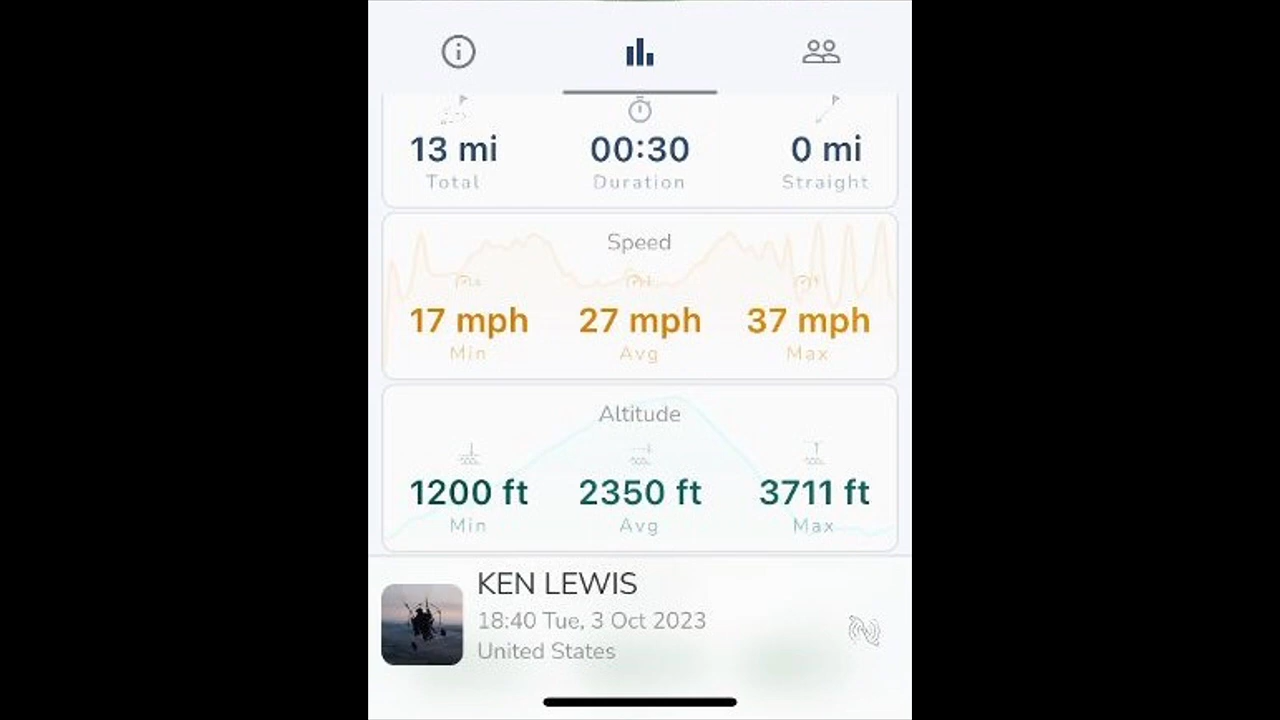 13 mi 00:30 0 mi
Total Duration Straight
Speed
17 mph 27 mph 37 mph
Min Avg Max
Altitude
1200 ft 2350 ft 3711 ft
Min Avg Max
KEN LEWIS
18:40 Tue, 3 Oct 2023
United States